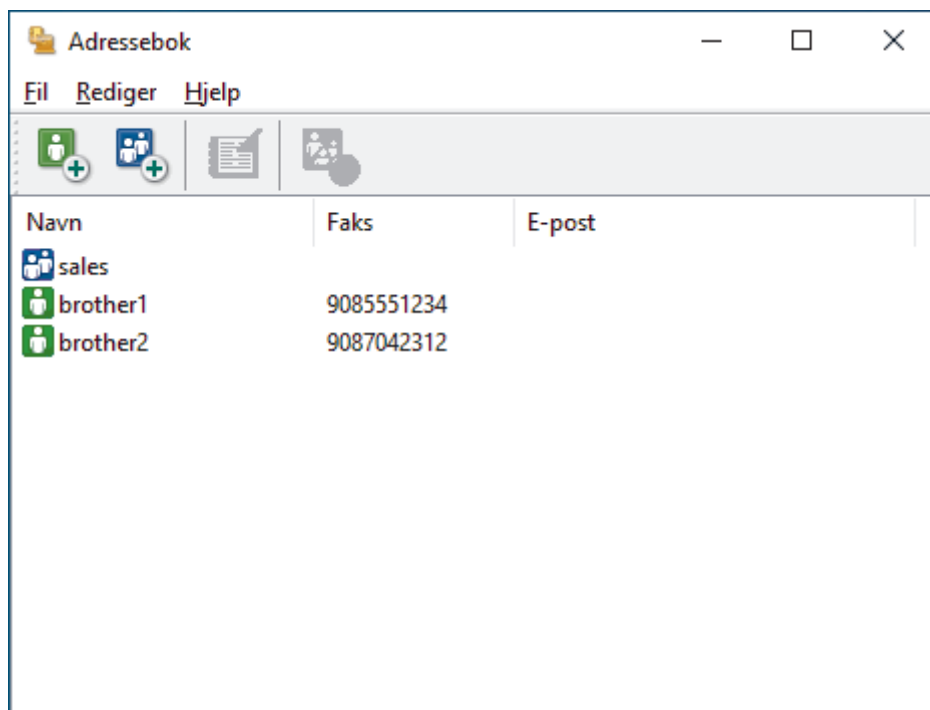 Adressebok
Fil Rediger Hjelp
Navn Faks E-post
sales
brother1 9085551234
brother2 9087042312